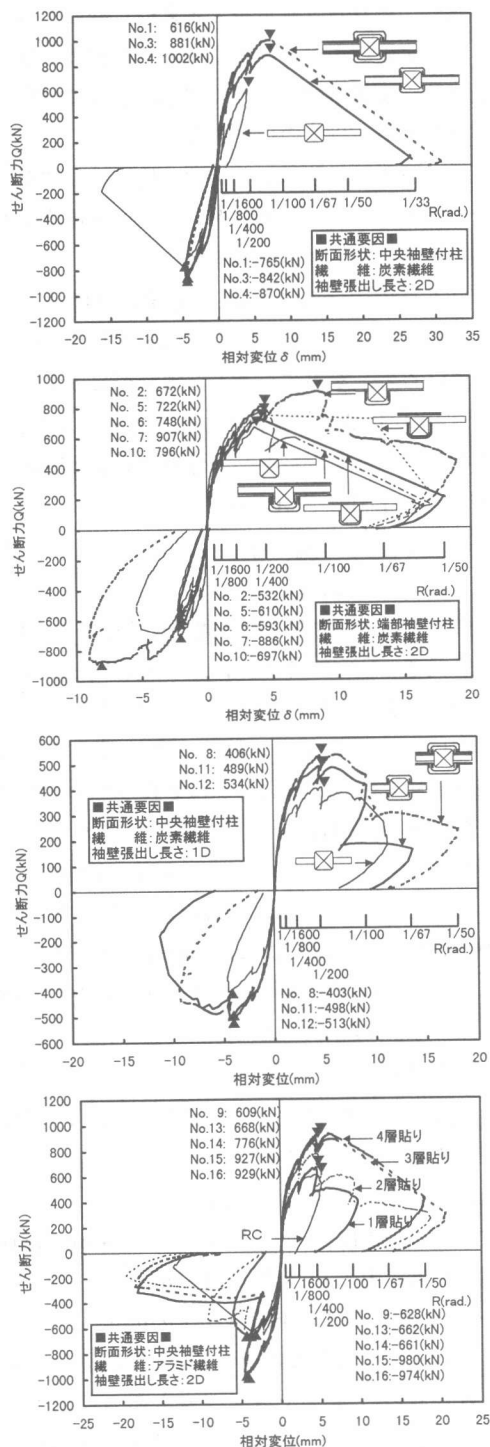 1200
1000
800
600
400
200
0
-200
-400
-600
-800
-1000
-1200
せん断力Q(kN)
No.1: 616(kN)
No.3: 881(kN)
No.4: 1002(kN)
1/1600
1/800
1/400
1/200
1/100
1/67
1/50
1/33
R(rad.)
No.1:-765(kN)
No.3:-842(kN)
No.4:-870(kN)
■共通要因■
断面形状:中央袖壁付柱
繊 維:炭素繊維
袖壁張出し長さ:2D
-20 -15 -10 -5 0 5 10 15 20 25 30 35
相対変位δ(mm)
1000
800
600
400
200
0
-200
-400
-600
-800
-1000
せん断力Q(kN)
No. 2: 672(kN)
No. 5: 722(kN)
No. 6: 748(kN)
No. 7: 907(kN)
No.10: 796(kN)
1/1600
1/800
1/400
1/200
1/100
1/67
1/50
R(rad.)
No. 2:-532(kN)
No. 5:-610(kN)
No. 6:-593(kN)
No. 7:-886(kN)
No.10:-697(kN)
■共通要因■
断面形状:端部袖壁付柱
繊 維:炭素繊維
袖壁張出し長さ:2D
-10 -5 0 5 10 15 20
相対変位δ(mm)
600
500
400
300
200
100
0
-100
-200
-300
-400
-500
-600
せん断力Q(kN)
No. 8: 406(kN)
No.11: 489(kN)
No.12: 534(kN)
■共通要因■
断面形状:中央袖壁付柱
繊 維:炭素繊維
袖壁張出し長さ:1D
1/1600
1/800
1/400
1/200
1/100
1/67
1/50
R(rad.)
No. 8:-403(kN)
No.11:-498(kN)
No.12:-513(kN)
-20 -15 -10 -5 0 5 10 15 20
相対変位(mm)
1200
1000
800
600
400
200
0
-200
-400
-600
-800
-1000
-1200
せん断力Q(kN)
No. 9: 609(kN)
No.13: 668(kN)
No.14: 776(kN)
No.15: 927(kN)
No.16: 929(kN)
4層貼り
3層貼り
2層貼り
1層貼り
RC
1/1600
1/800
1/400
1/200
1/100
1/67
1/50
R(rad.)
No. 9:-628(kN)
No.13:-662(kN)
No.14:-661(kN)
No.15:-980(kN)
No.16:-974(kN)
■共通要因■
断面形状:中央袖壁付柱
繊 維:アラミド繊維
袖壁張出し長さ:2D
-25 -20 -15 -10 -5 0 5 10 15 20 25
相対変位(mm)